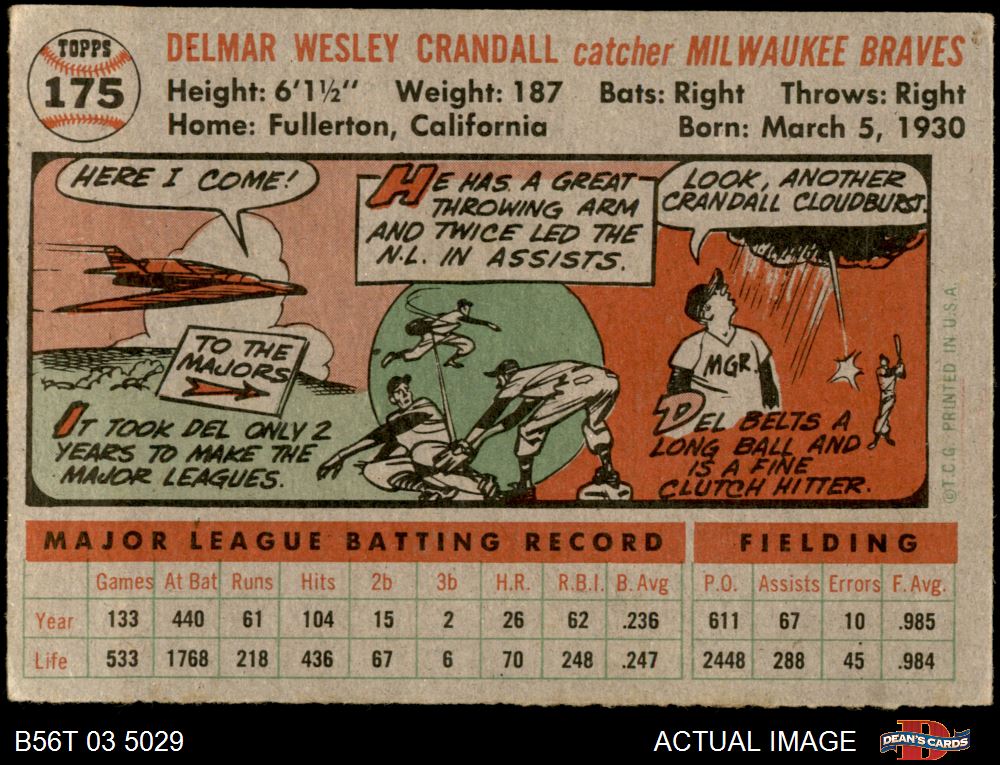 TOPPS
175
DELMAR WESLEY CRANDALL catcher MILWAUKEE BRAVES
Height: 6'1½" Weight: 187 Bats: Right Throws: Right
Home: Fullerton, California Born: March 5, 1930
HERE I COME!
TO THE
MAJORS
IT TOOK DEL ONLY 2
YEARS TO MAKE THE
MAJOR LEAGUES.
HE HAS A GREAT
THROWING ARM
AND TWICE LED THE
N.L. IN ASSISTS.
LOOK, ANOTHER
CRANDALL CLOUDBURST.
MGR.
DEL BELTS A
LONG BALL AND
IS A FINE
CLUTCH HITTER.
©T.C.G. PRINTED IN U.S.A.
MAJOR LEAGUE BATTING RECORD FIELDING
Games At Bat Runs Hits 2b 3b H.R. R.B.I. B. Avg P.O. Assists Errors F. Avg.
Year 133 440 61 104 15 2 26 62 .236 611 67 10 .985
Life 533 1768 218 436 67 6 70 248 .247 2448 288 45 .984
B56T 03 5029
ACTUAL IMAGE
D
DEAN'S CARDS